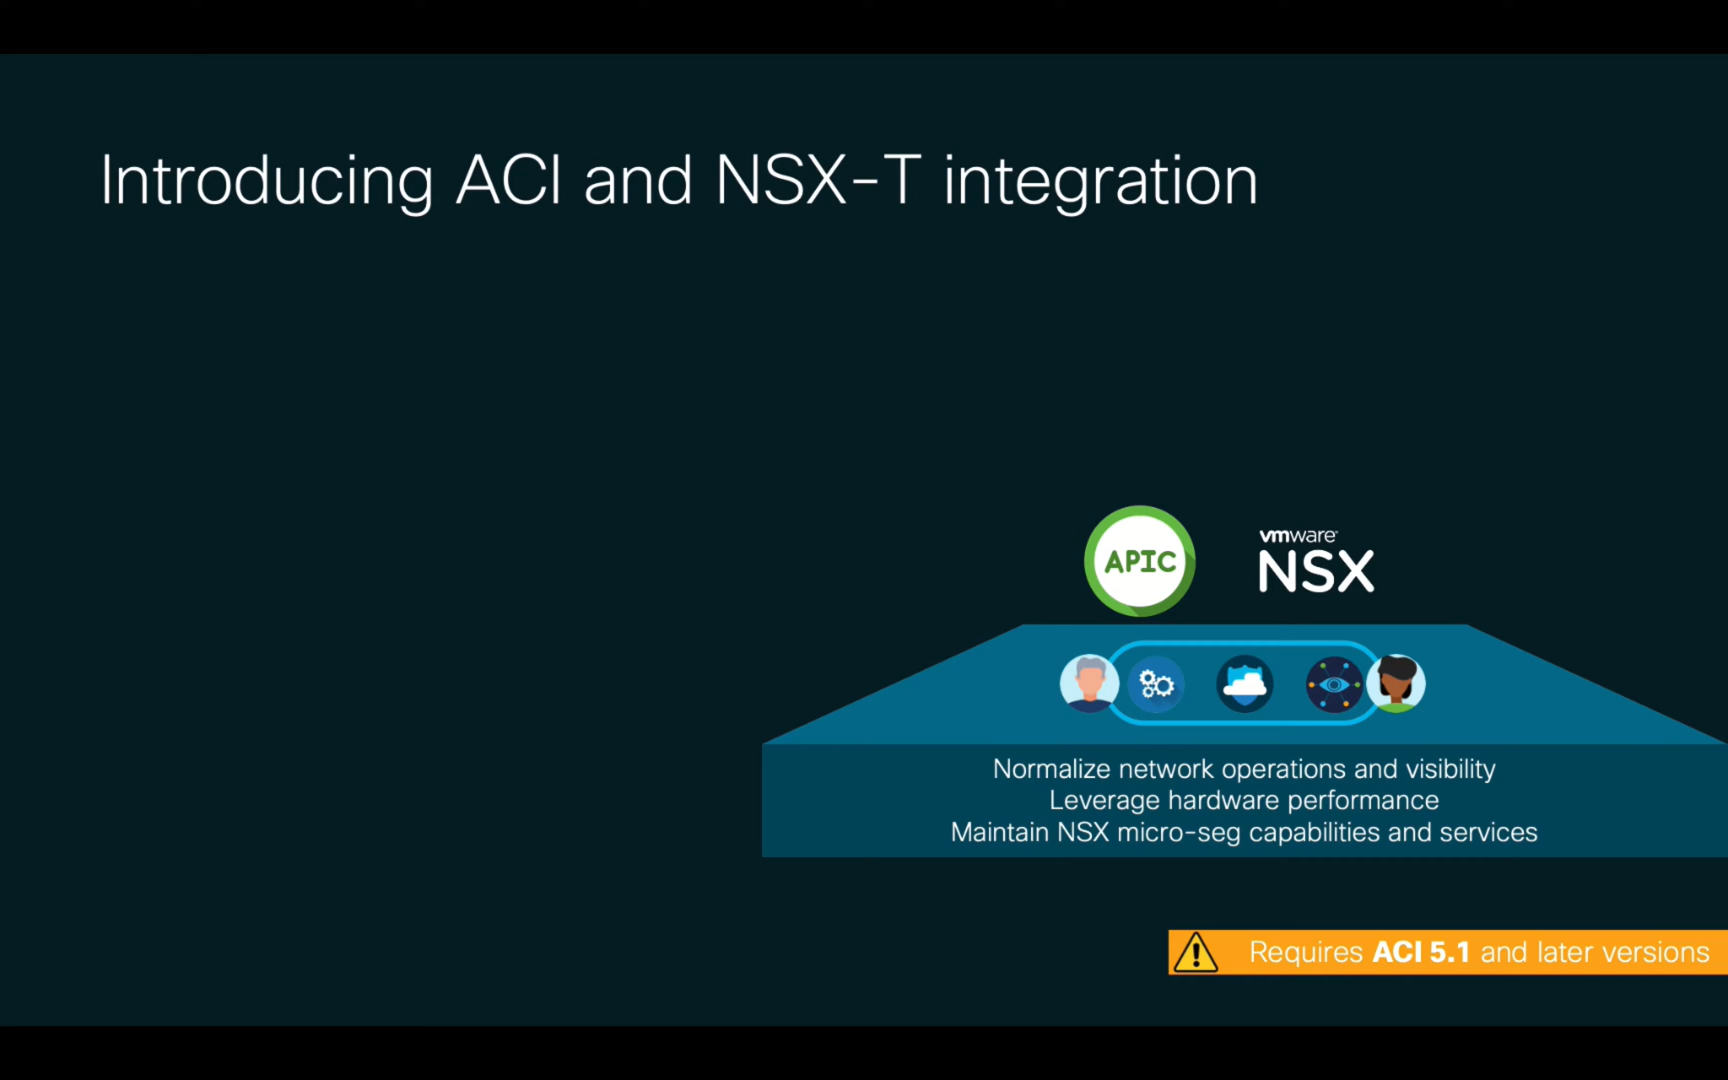 Introducing ACI and NSX-T integration
APIC
vmware
NSX
Normalize network operations and visibility
Leverage hardware performance
Maintain NSX micro-seg capabilities and services
Requires ACI 5.1 and later versions